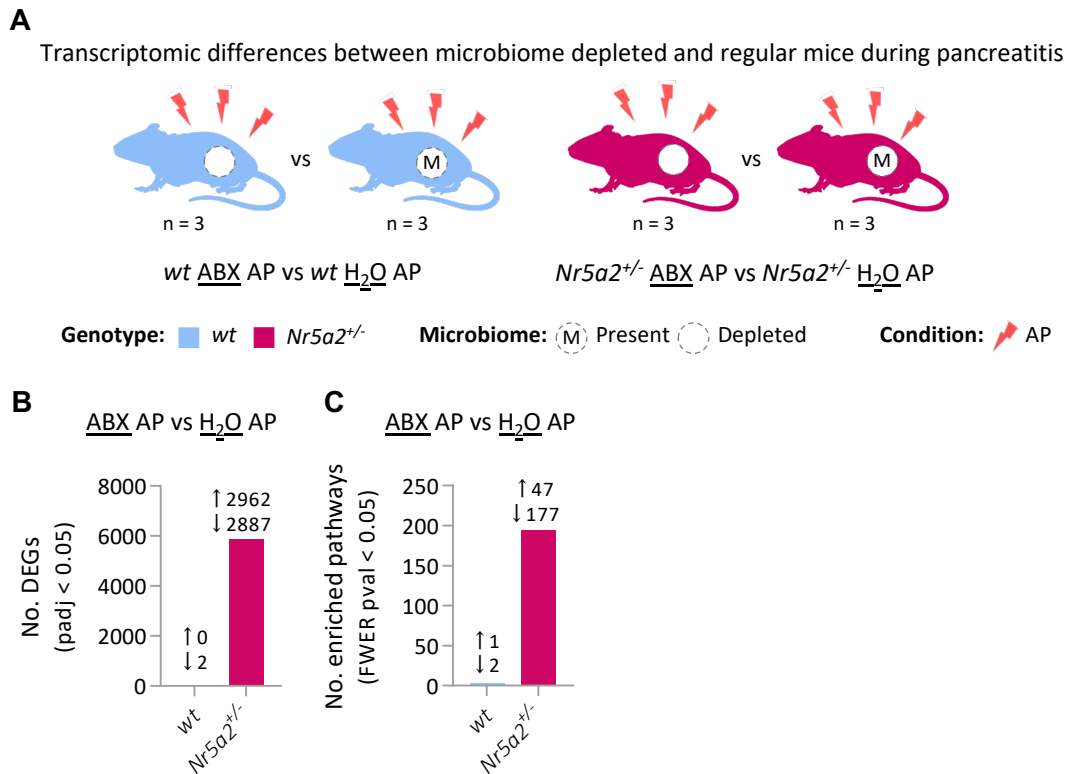 A
Transcriptomic differences between microbiome depleted and regular mice during pancreatitis
vs
M
vs
M
n = 3
n = 3
n = 3
n = 3
wt ABX AP vs wt H₂O AP
Nr5a2⁺/⁻ ABX AP vs Nr5a2⁺/⁻ H₂O AP
Genotype: wt Nr5a2⁺/⁻ Microbiome: M Present Depleted Condition: AP
B
ABX AP vs H₂O AP
No. DEGs
(padj < 0.05)
8000
6000
4000
2000
0
↑0
↓2
↑2962
↓2887
wt
Nr5a2⁺/⁻
C
ABX AP vs H₂O AP
No. enriched pathways
(FWER pval < 0.05)
250
200
150
100
50
0
↑1
↓2
↑47
↓177
wt
Nr5a2⁺/⁻